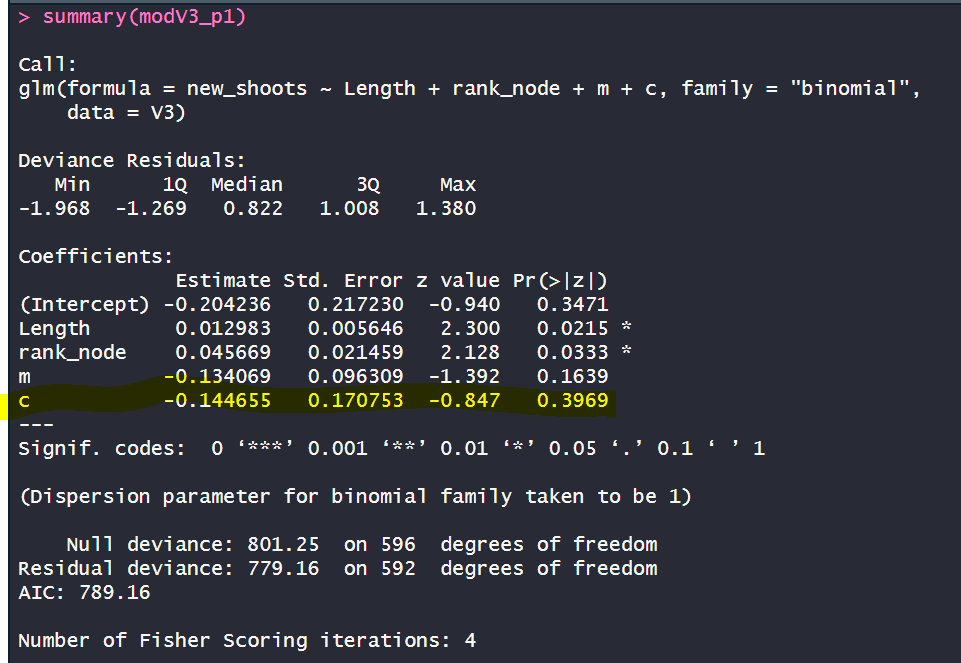 > summary(modV3_p1)
Call:
glm(formula = new_shoots ~ Length + rank_node + m + c, family = "binomial",
    data = V3)
Deviance Residuals:
   Min      1Q  Median      3Q     Max
-1.968  -1.269   0.822   1.008   1.380
Coefficients:
             Estimate Std. Error z value Pr(>|z|)
(Intercept) -0.204236   0.217230  -0.940   0.3471
Length       0.012983   0.005646   2.300   0.0215 *
rank_node    0.045669   0.021459   2.128   0.0333 *
m           -0.134069   0.096309  -1.392   0.1639
c           -0.144655   0.170753  -0.847   0.3969
---
Signif. codes:  0 ‘***’ 0.001 ‘**’ 0.01 ‘*’ 0.05 ‘.’ 0.1 ‘ ’ 1
(Dispersion parameter for binomial family taken to be 1)
    Null deviance: 801.25  on 596  degrees of freedom
Residual deviance: 779.16  on 592  degrees of freedom
AIC: 789.16
Number of Fisher Scoring iterations: 4